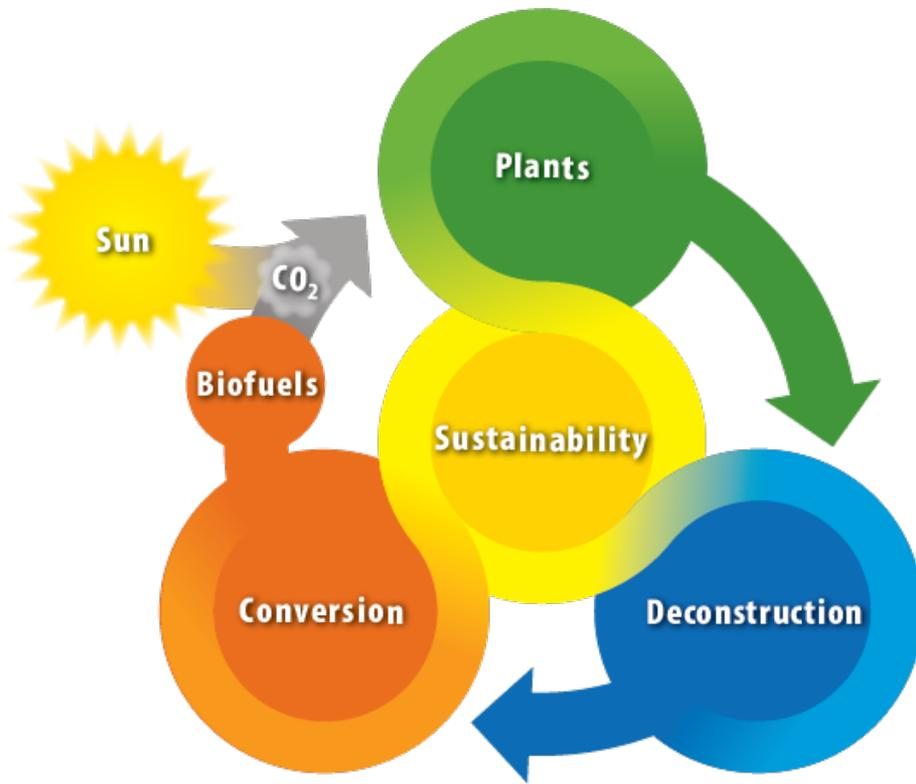 Plants
Sun
CO₂
Biofuels
Sustainability
Conversion
Deconstruction